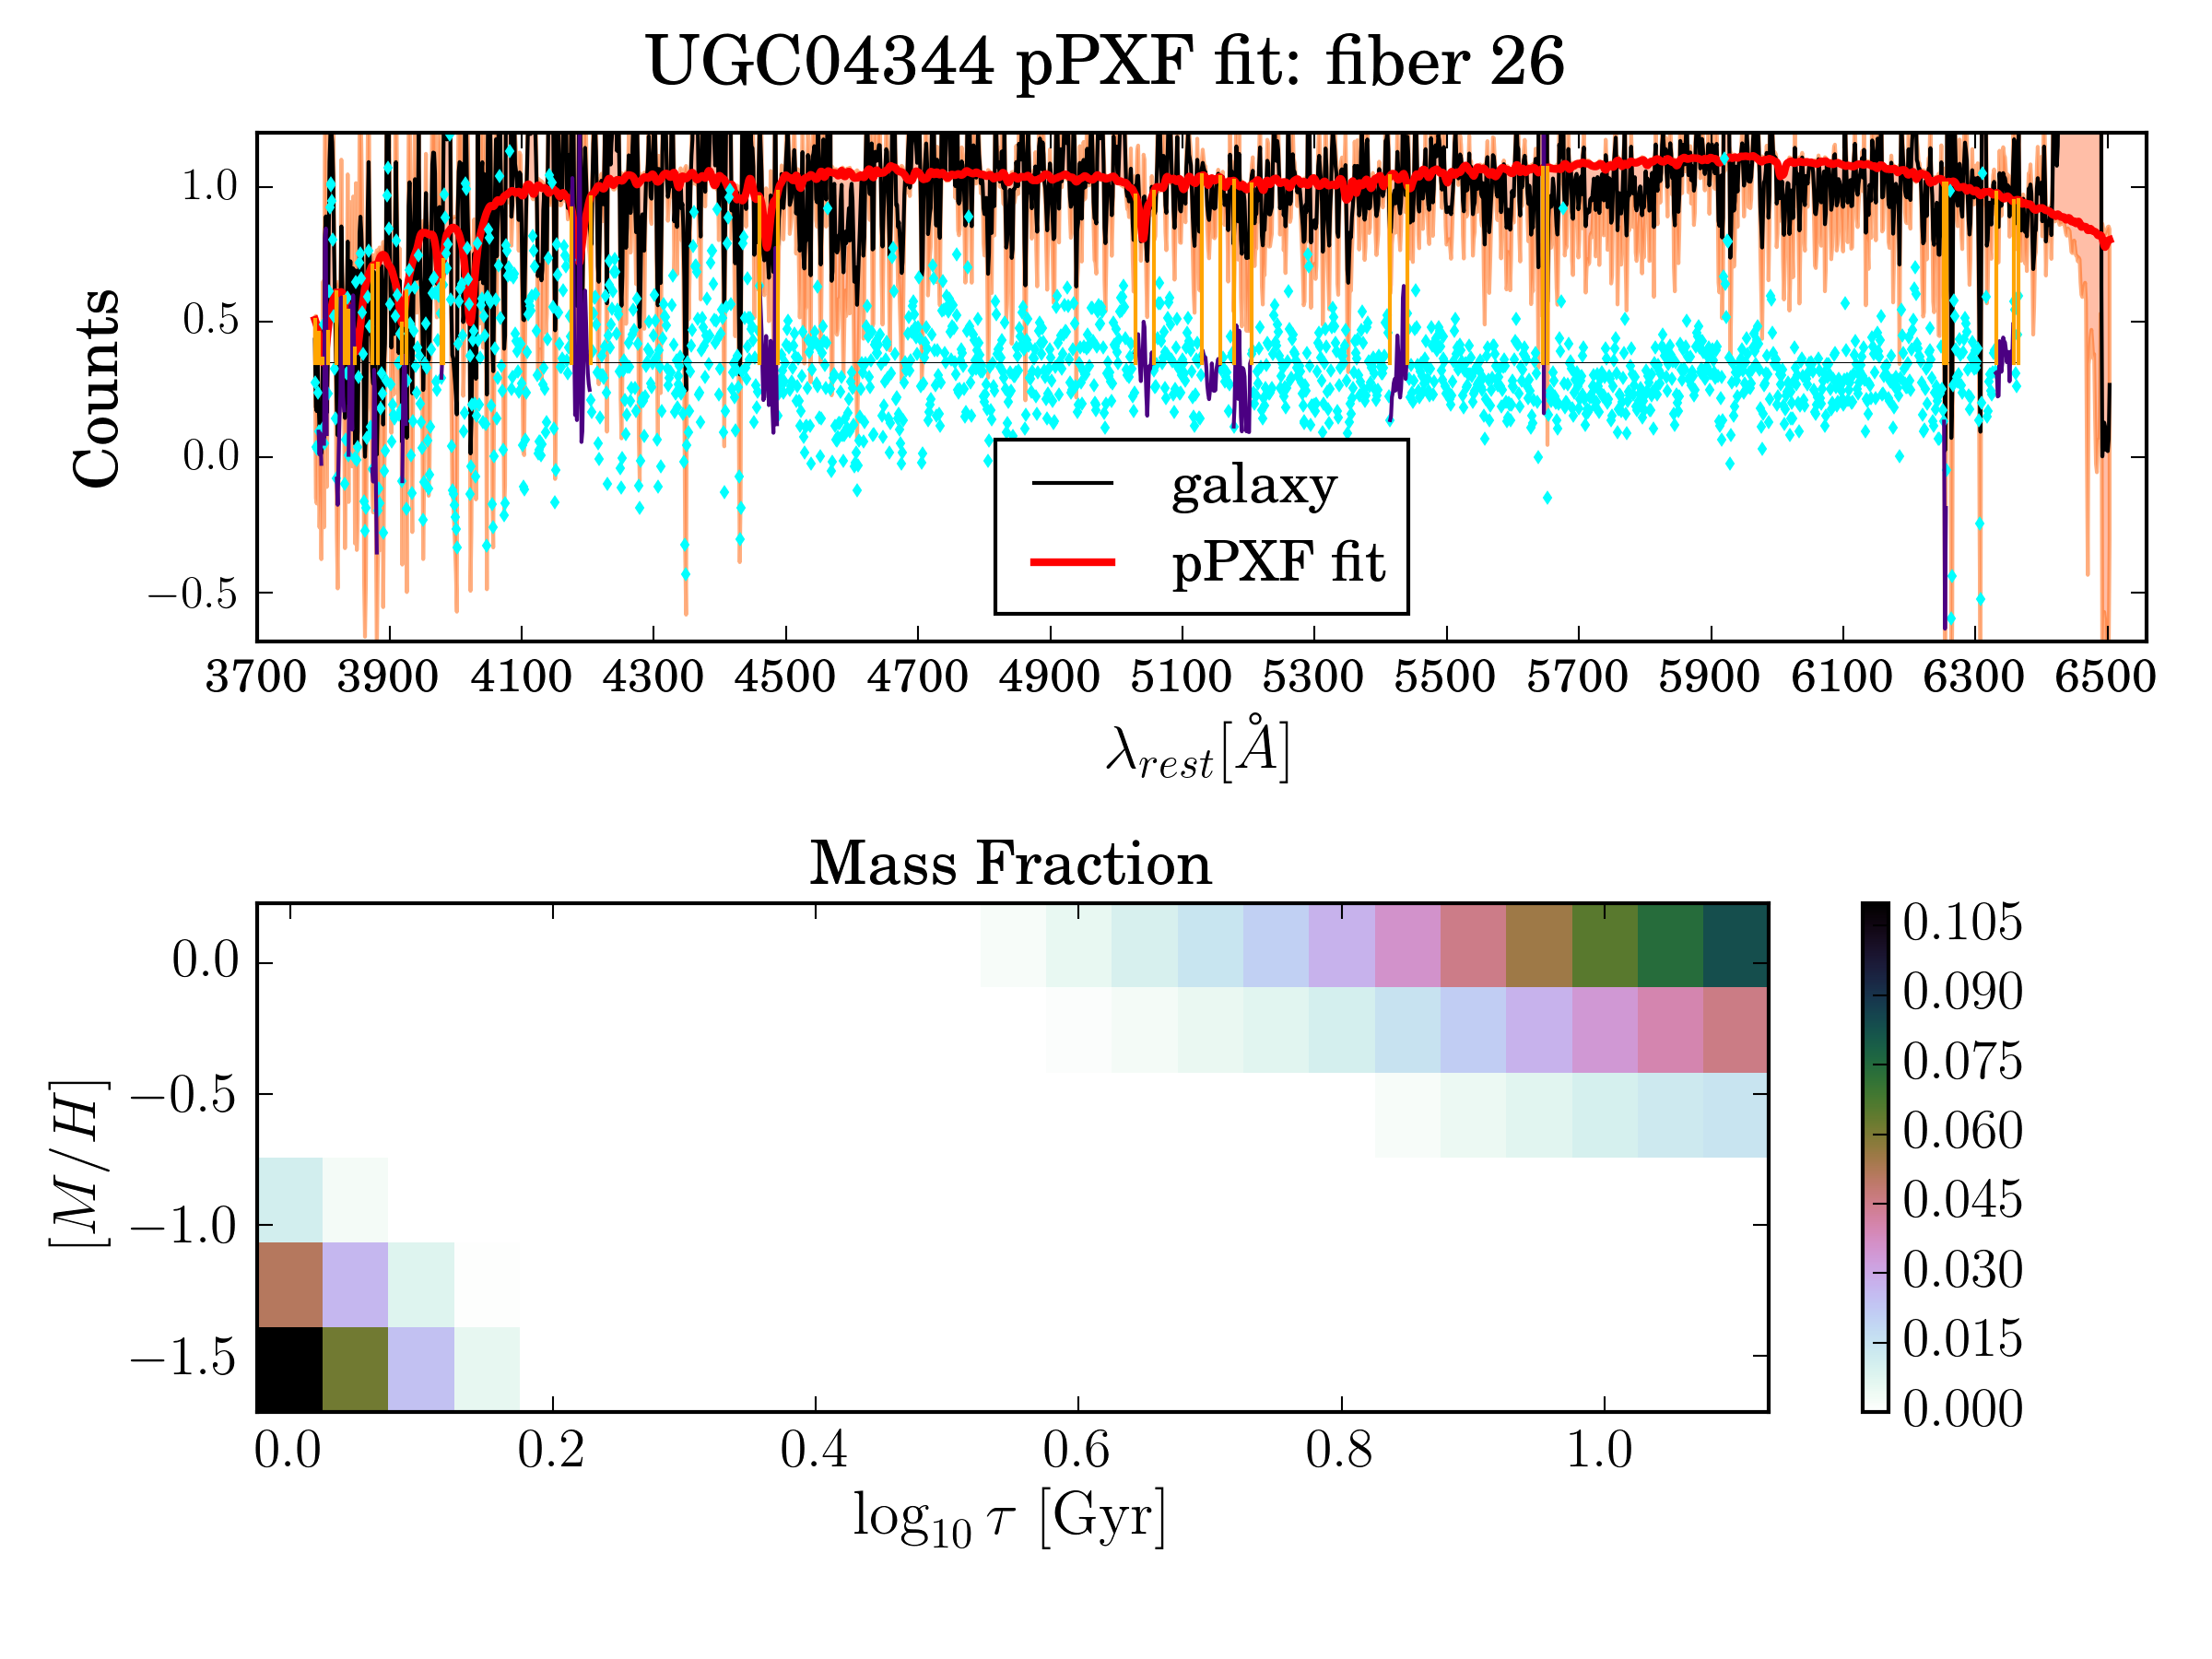 UGC04344 pPXF fit: fiber 26
Counts
1.0
0.5
0.0
−0.5
galaxy
pPXF fit
3700 3900 4100 4300 4500 4700 4900 5100 5300 5500 5700 5900 6100 6300 6500
λrest[Å]
Mass Fraction
[M/H]
0.0
−0.5
−1.0
−1.5
0.0 0.2 0.4 0.6 0.8 1.0
log10 τ [Gyr]
0.105
0.090
0.075
0.060
0.045
0.030
0.015
0.000